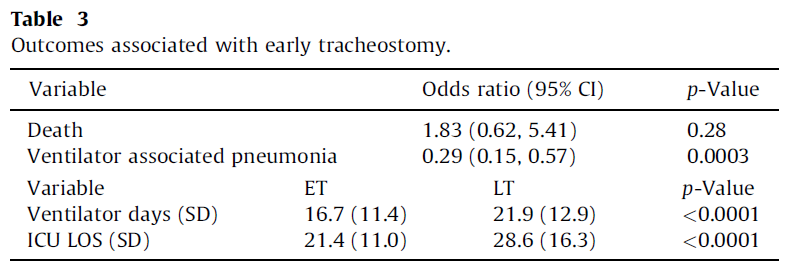 Table 3
Outcomes associated with early tracheostomy.
Variable Odds ratio (95% CI) p-Value
Death 1.83 (0.62, 5.41) 0.28
Ventilator associated pneumonia 0.29 (0.15, 0.57) 0.0003
Variable ET LT p-Value
Ventilator days (SD) 16.7 (11.4) 21.9 (12.9) <0.0001
ICU LOS (SD) 21.4 (11.0) 28.6 (16.3) <0.0001